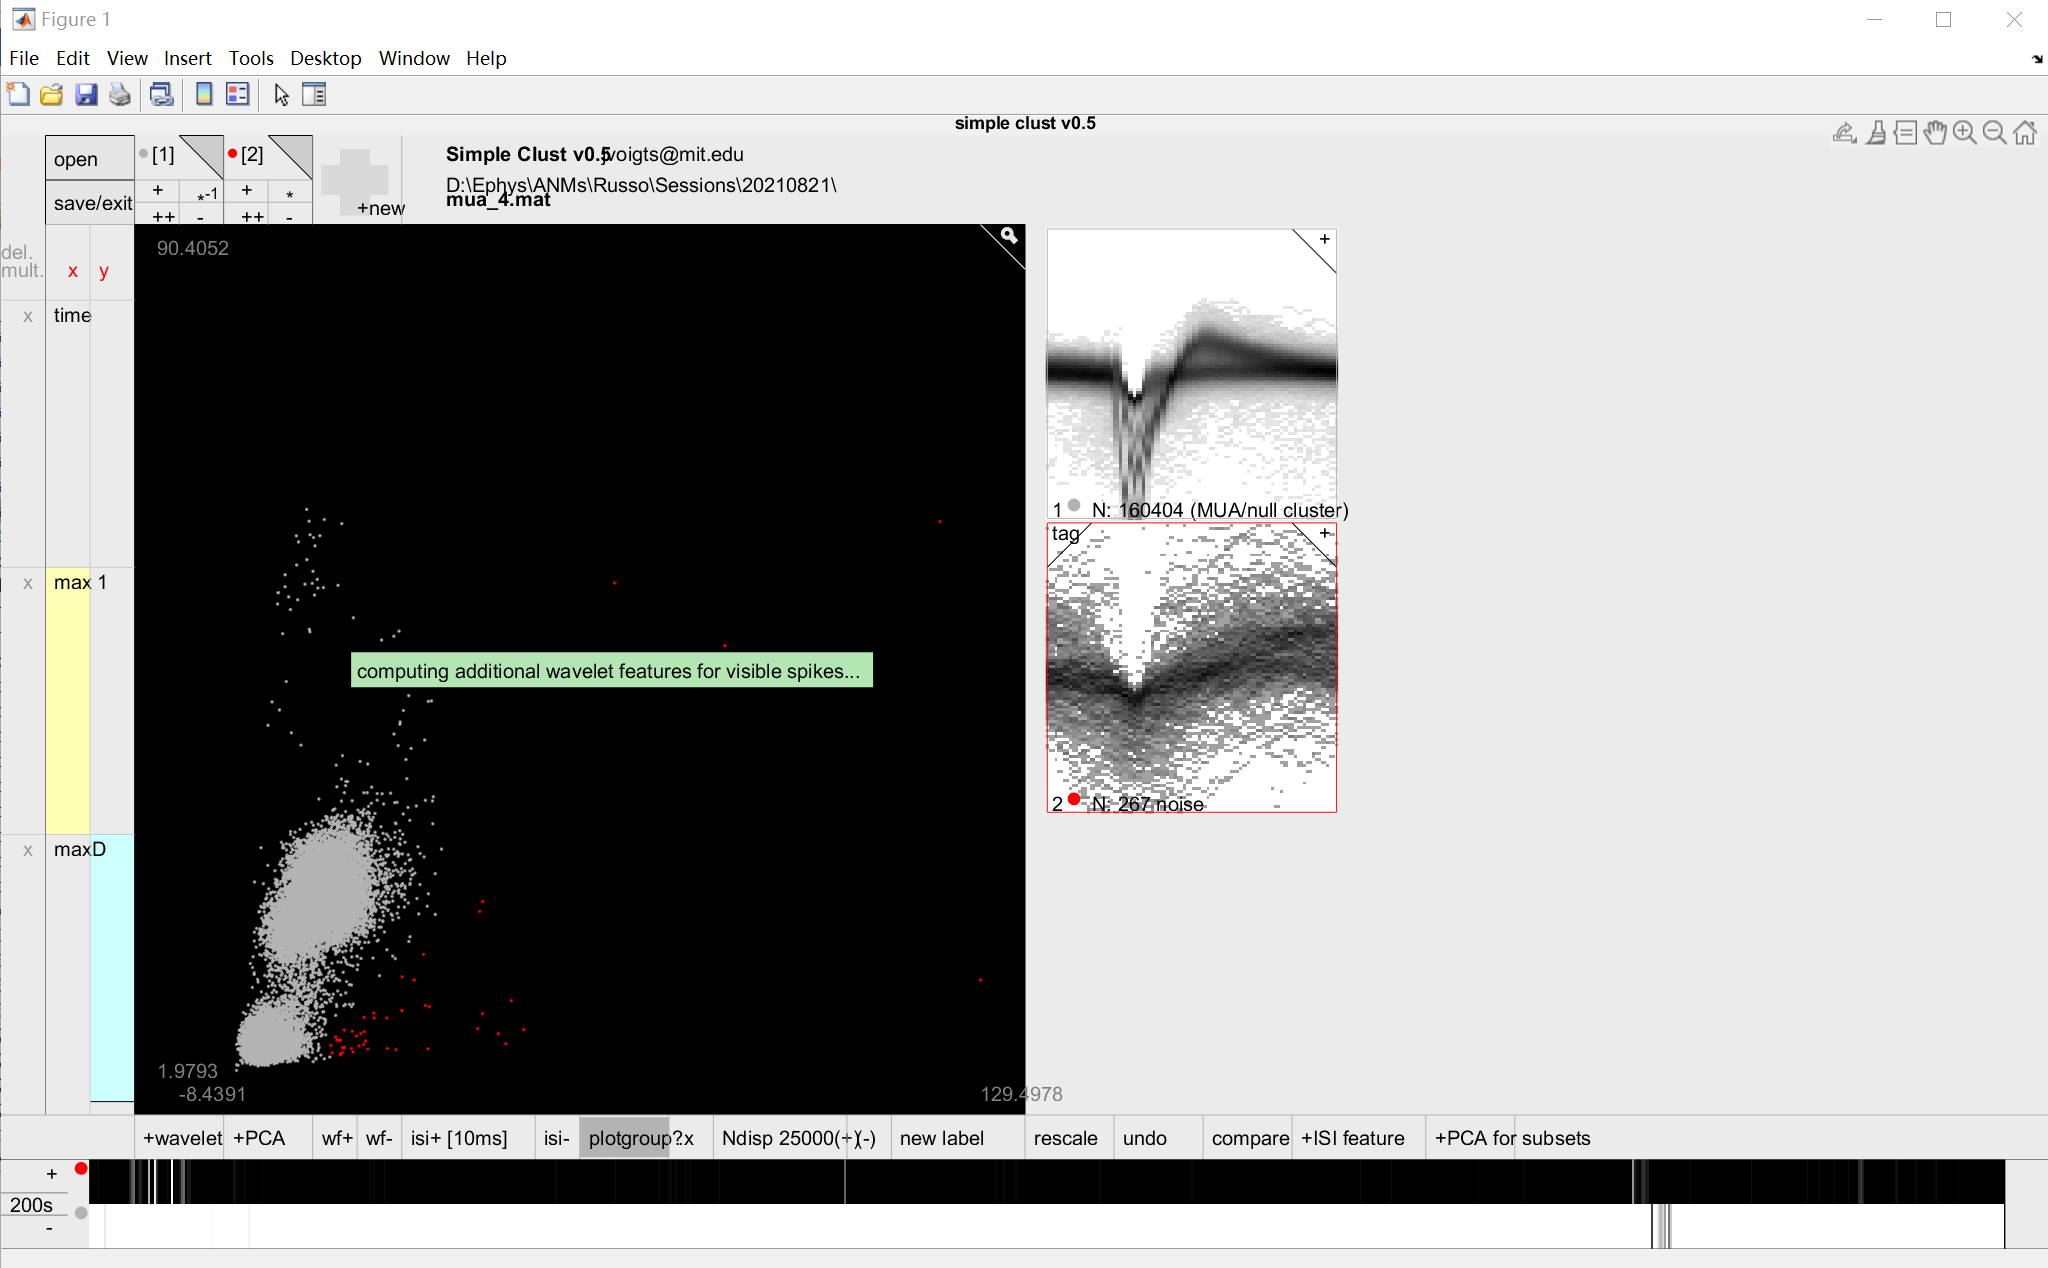 Figure 1
File Edit View Insert Tools Desktop Window Help
simple clust v0.5
open
[1]
[2]
Simple Clust v0.5
voigts@mit.edu
save/exit
+ *-1 + *
++ - ++ -
+new
D:\Ephys\ANMs\Russo\Sessions\20210821\
mua_4.mat
del.
mult.
x y
90.4052
+
x time
1 N: 160404 (MUA/null cluster)
tag
+
x max 1
computing additional wavelet features for visible spikes...
2 N: 267 noise
x maxD
1.9793
-8.4391
129.4978
+wavelet +PCA wf+ wf- isi+ [10ms] isi- plotgroup?.x Ndisp 25000(+)(-) new label rescale undo compare +ISI feature +PCA for subsets
+
200s
-